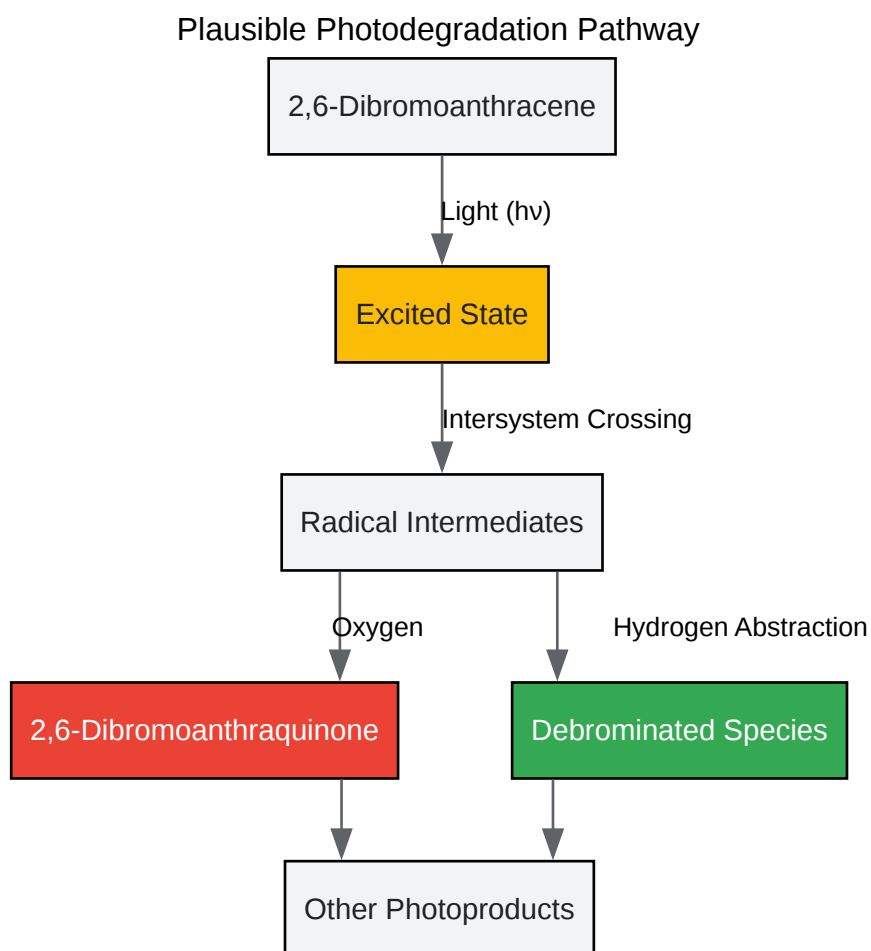 Plausible Photodegradation Pathway
2,6-Dibromoanthracene
Light (hν)
Excited State
Intersystem Crossing
Radical Intermediates
Oxygen
Hydrogen Abstraction
2,6-Dibromoanthraquinone
Debrominated Species
Other Photoproducts